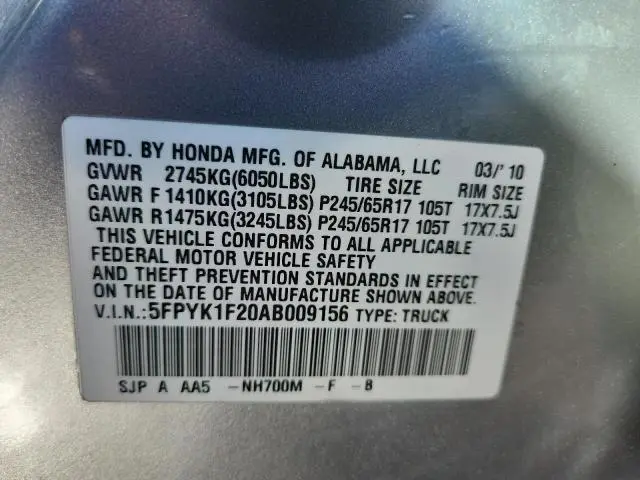 MFD. BY HONDA MFG. OF ALABAMA, LLC 03/'10
GVWR 2745KG(6050LBS) TIRE SIZE RIM SIZE
GAWR F 1410KG(3105LBS) P245/65R17 105T 17X7.5J
GAWR R 1475KG(3245LBS) P245/65R17 105T 17X7.5J
THIS VEHICLE CONFORMS TO ALL APPLICABLE
FEDERAL MOTOR VEHICLE SAFETY
AND THEFT PREVENTION STANDARDS IN EFFECT
ON THE DATE OF MANUFACTURE SHOWN ABOVE.
V.I.N.:5FPYK1F20AB009156 TYPE: TRUCK
SJP A AA5 -NH700M -F -B